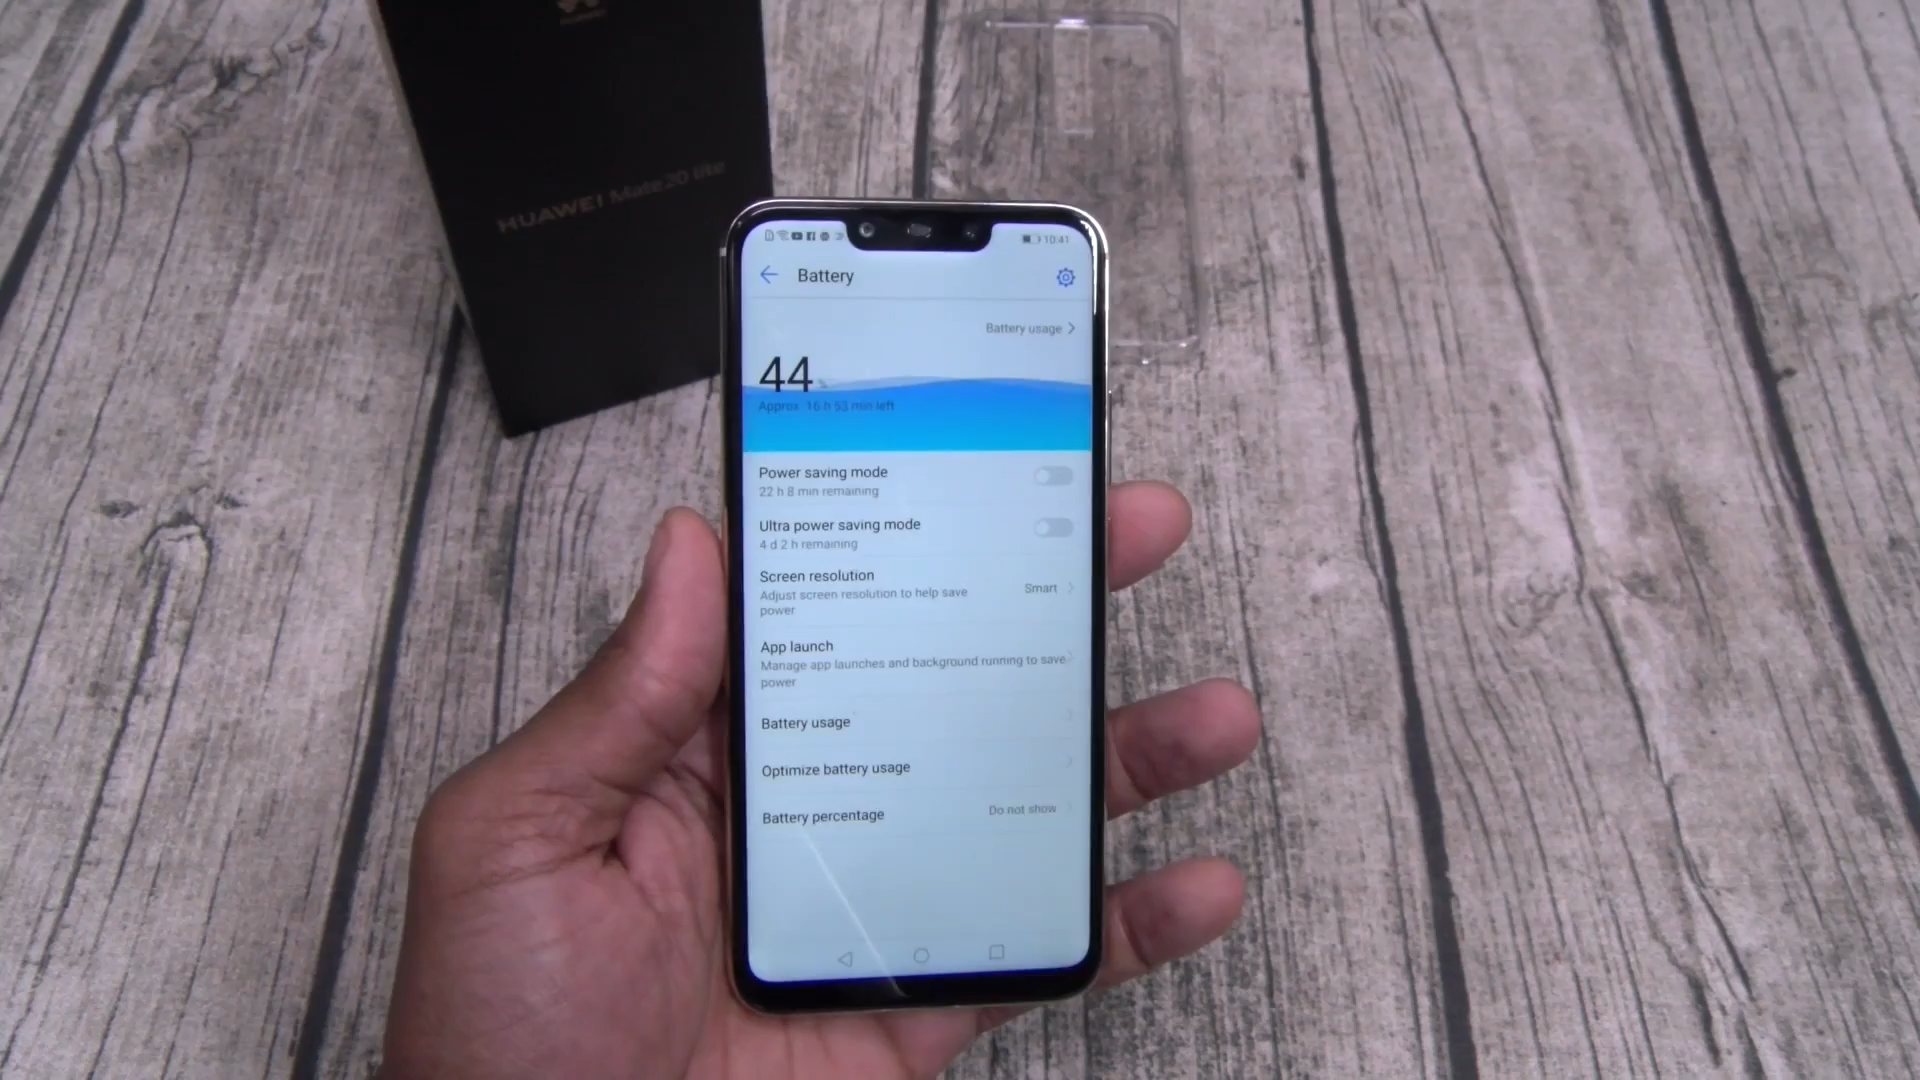 HUAWEI Mate 20 lite
10:41
Battery
Battery usage
44
Approx. 16 h 53 min left
Power saving mode
22 h 8 min remaining
Ultra power saving mode
4 d 2 h remaining
Screen resolution
Adjust screen resolution to help save
power
Smart
App launch
Manage app launches and background running to save
power
Battery usage
Optimize battery usage
Battery percentage
Do not show